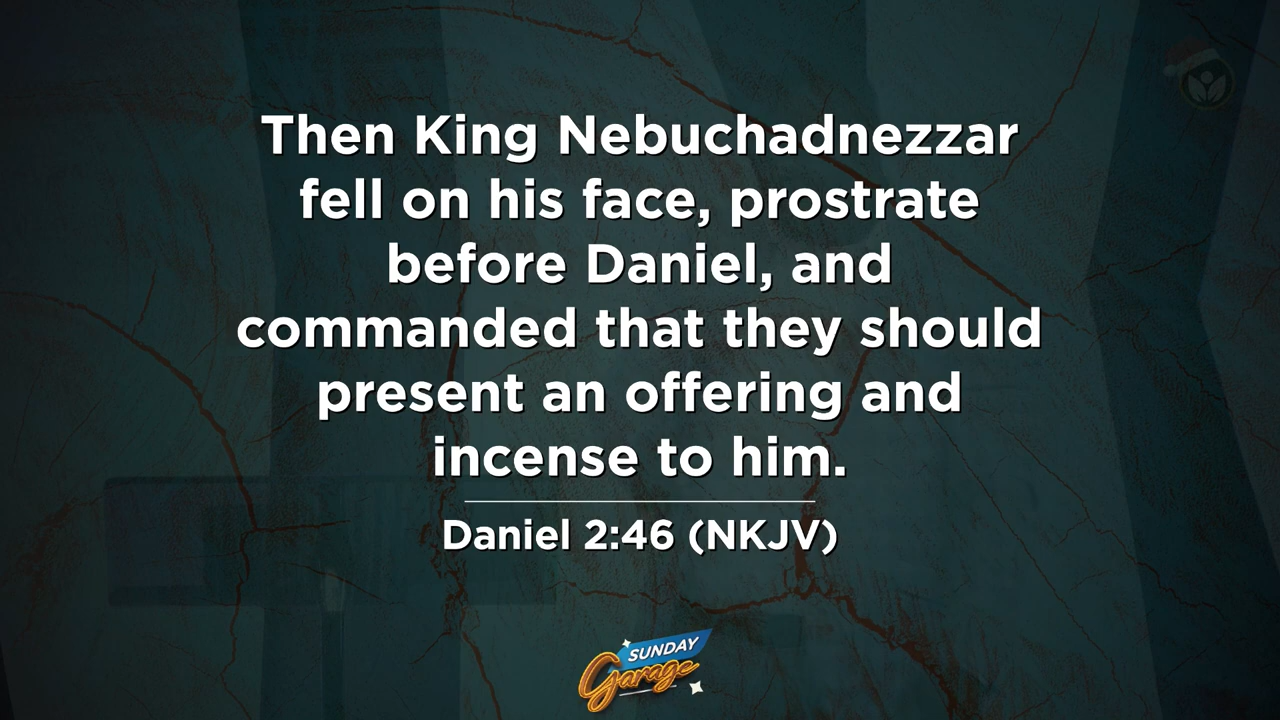 Then King Nebuchadnezzar
fell on his face, prostrate
before Daniel, and
commanded that they should
present an offering and
incense to him.
Daniel 2:46 (NKJV)
SUNDAY
Garage